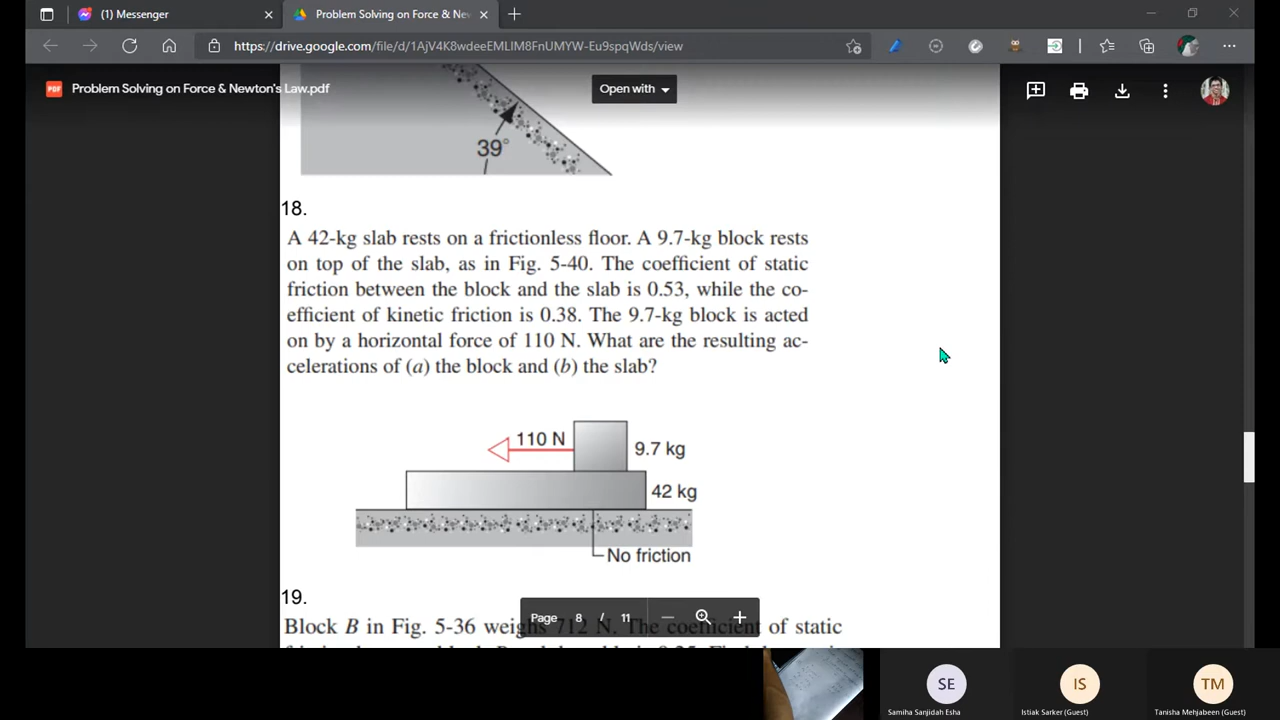 (1) Messenger
Problem Solving on Force & Nev
https://drive.google.com/file/d/1AjV4K8wdeeEMLIM8FnUMYW-Eu9spqWds/view
Problem Solving on Force & Newton's Law.pdf
Open with
39°
18.
A 42-kg slab rests on a frictionless floor. A 9.7-kg block rests
on top of the slab, as in Fig. 5-40. The coefficient of static
friction between the block and the slab is 0.53, while the co-
efficient of kinetic friction is 0.38. The 9.7-kg block is acted
on by a horizontal force of 110 N. What are the resulting ac-
celerations of (a) the block and (b) the slab?
110 N
9.7 kg
42 kg
No friction
19.
Page 8 / 11
Block B in Fig. 5-36 weighs 712 N. The coefficient of static
SE
IS
TM
Samiha Sanjidah Esha
Istiak Sarker (Guest)
Tanisha Mehjabeen (Guest)